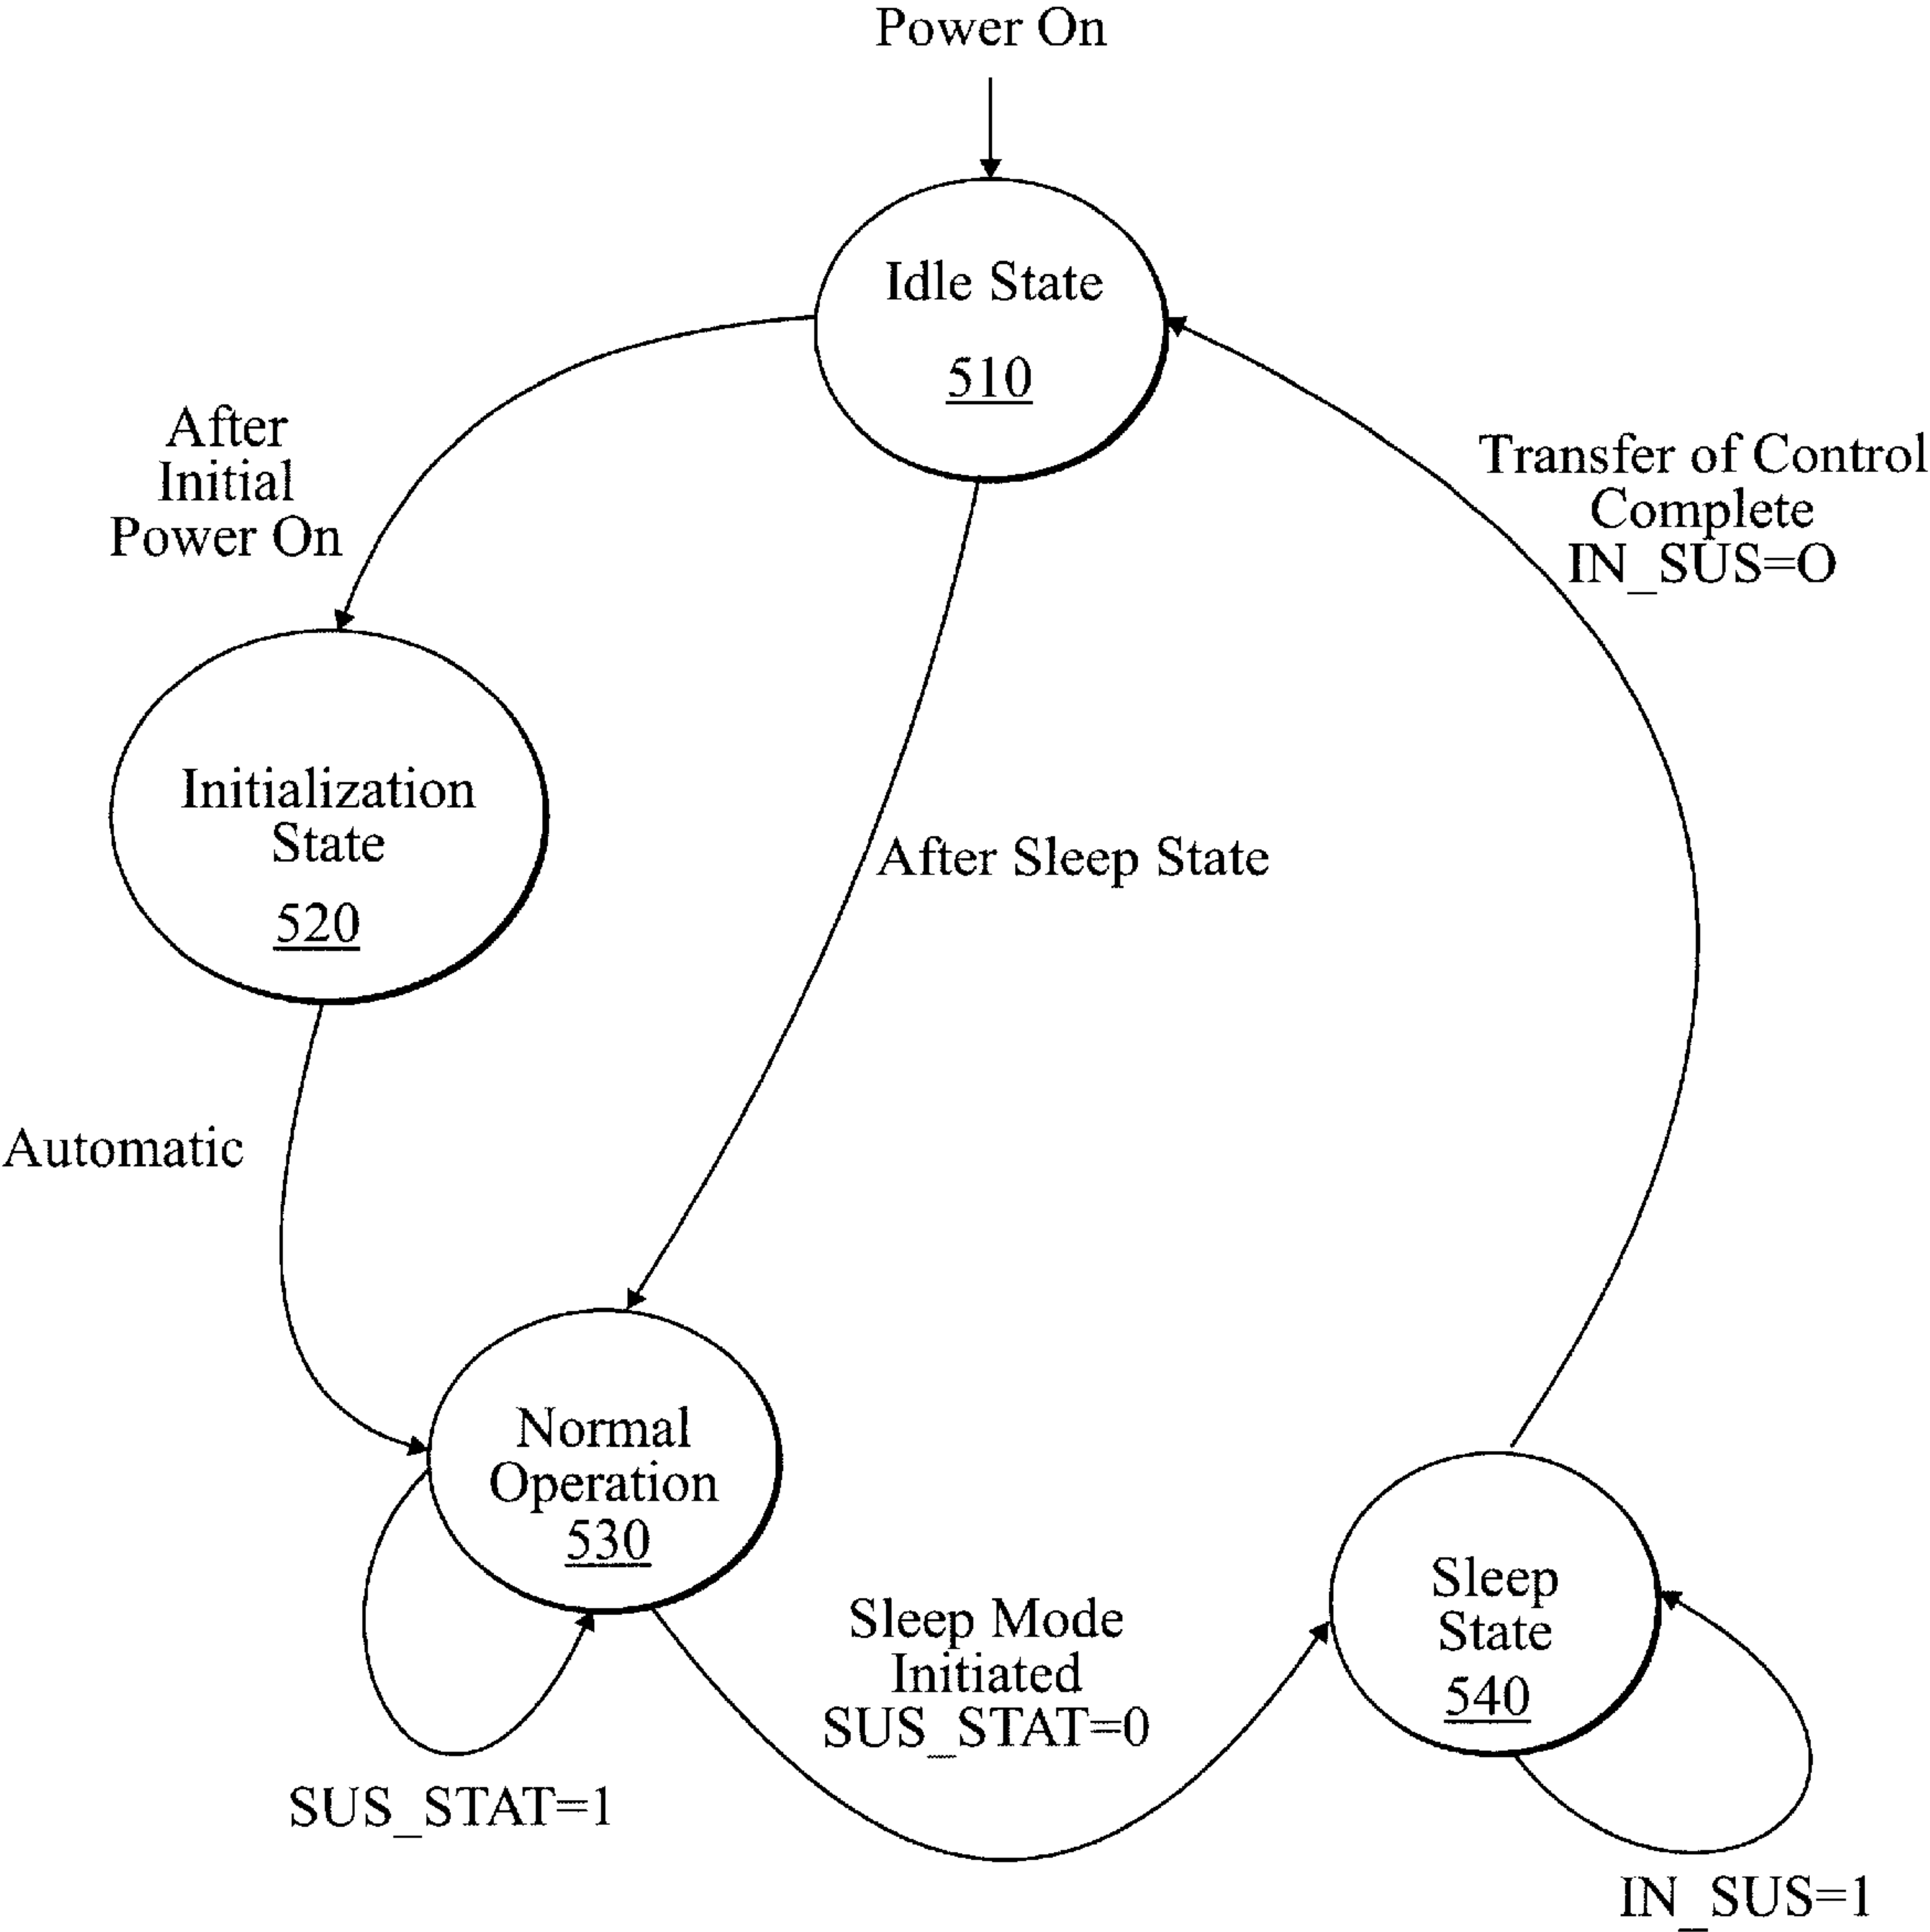 Power On
Idle State
510
After
Initial
Power On
Transfer of Control
Complete
IN_SUS=O
Initialization
State
520
After Sleep State
Automatic
Normal
Operation
530
Sleep Mode
Initiated
SUS_STAT=0
Sleep
State
540
SUS_STAT=1
IN_SUS=1